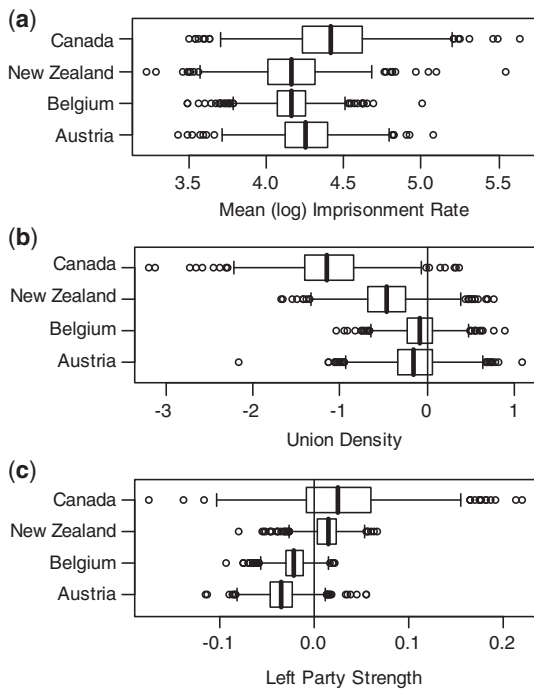 (a)
Canada
New Zealand
Belgium
Austria
3.5 4.0 4.5 5.0 5.5
Mean (log) Imprisonment Rate
(b)
Canada
New Zealand
Belgium
Austria
-3 -2 -1 0 1
Union Density
(c)
Canada
New Zealand
Belgium
Austria
-0.1 0.0 0.1 0.2
Left Party Strength